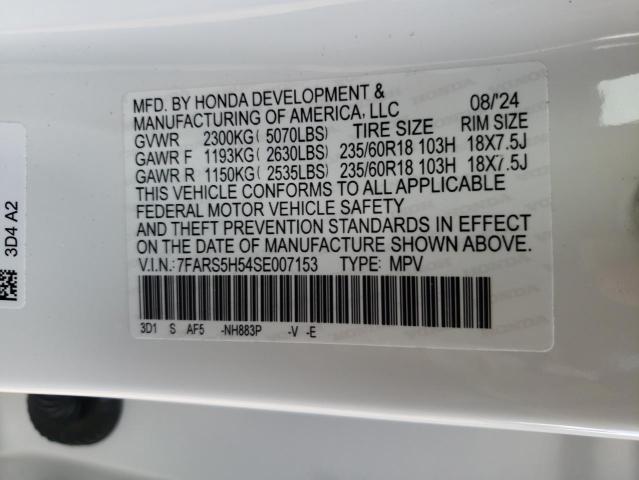 MFD. BY HONDA DEVELOPMENT &
MANUFACTURING OF AMERICA, LLC 08/'24
GVWR 2300KG( 5070LBS) TIRE SIZE RIM SIZE
GAWR F 1193KG( 2630LBS) 235/60R18 103H 18X7.5J
GAWR R 1150KG( 2535LBS) 235/60R18 103H 18X7.5J
THIS VEHICLE CONFORMS TO ALL APPLICABLE
FEDERAL MOTOR VEHICLE SAFETY
AND THEFT PREVENTION STANDARDS IN EFFECT
ON THE DATE OF MANUFACTURE SHOWN ABOVE.
V.I.N.:7FARS5H54SE007153 TYPE: MPV
3D1 S AF5 -NH883P -V -E
3D4 A2